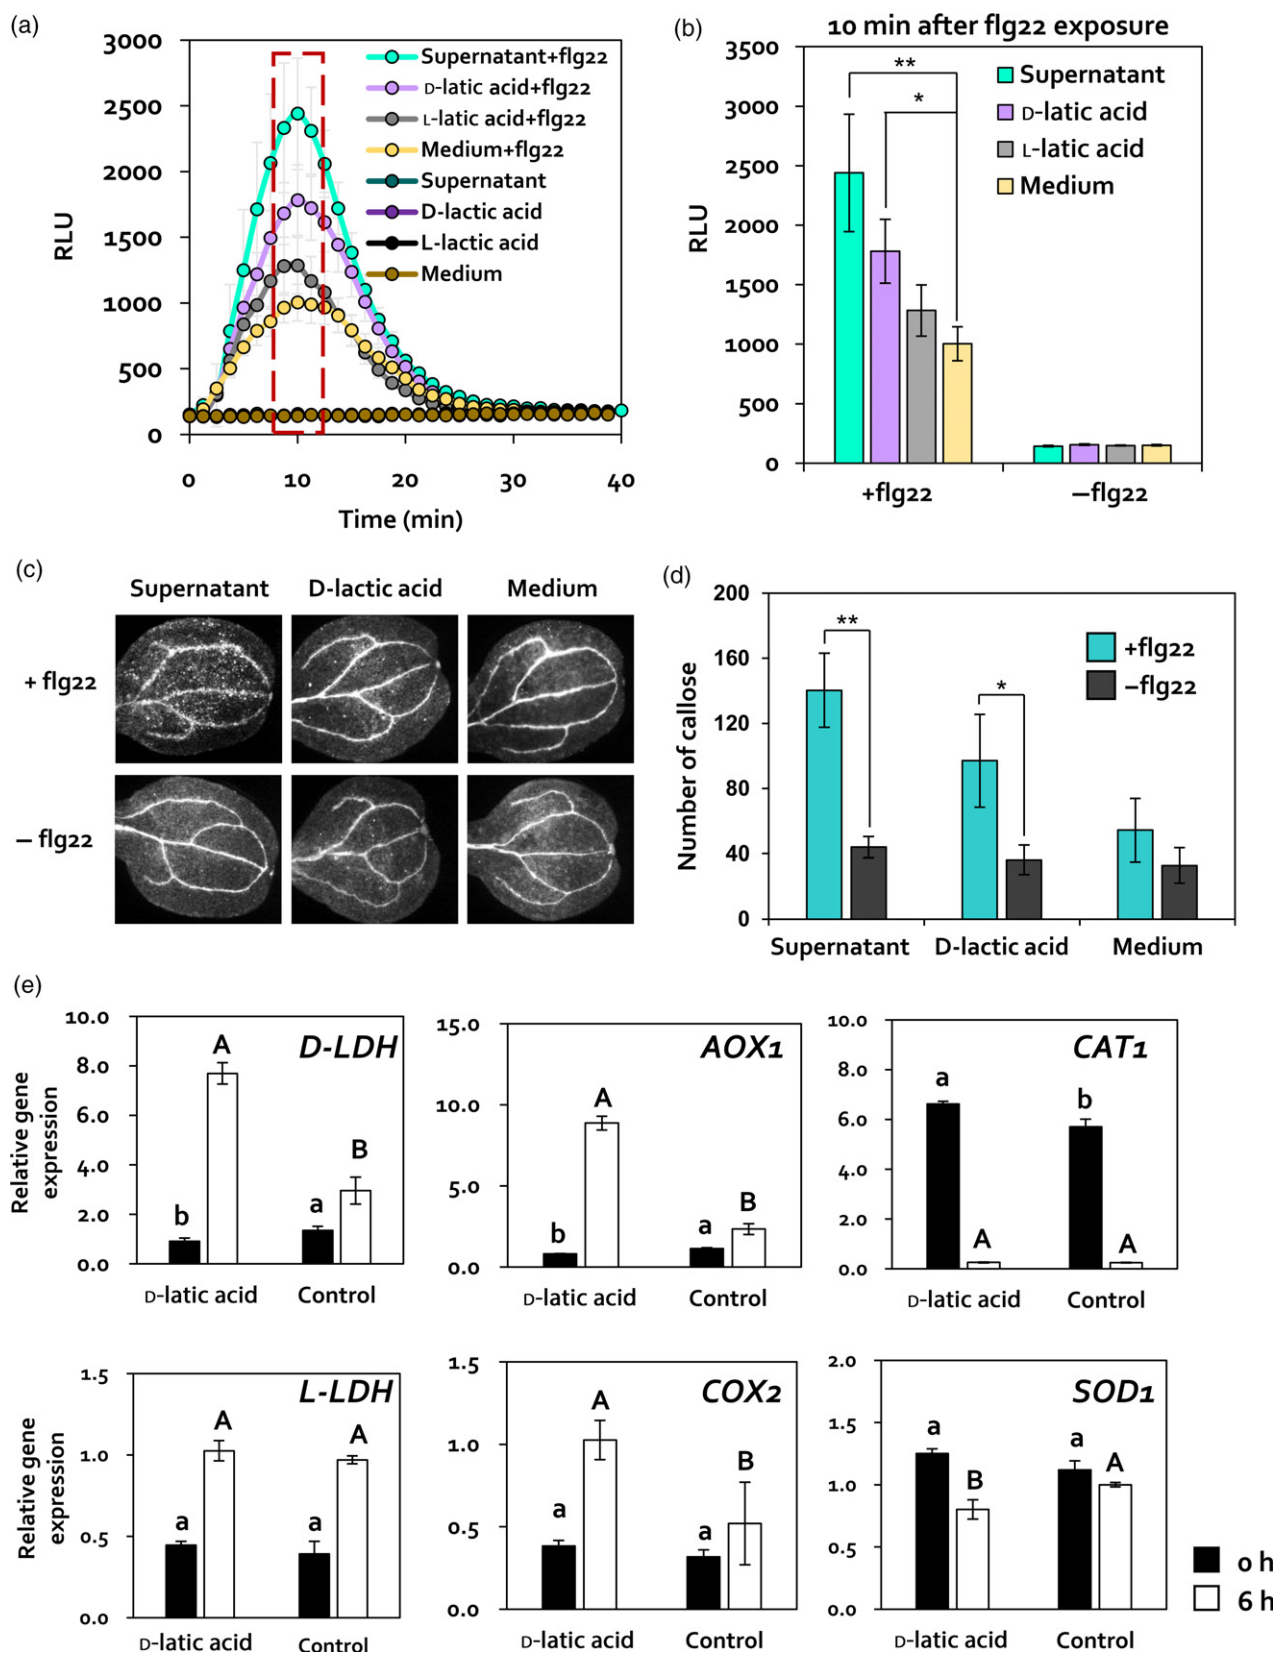 (a)
3000
2500
2000
1500
1000
500
0
RLU
0 10 20 30 40
Time (min)
Supernatant+flg22
D-latic acid+flg22
L-latic acid+flg22
Medium+flg22
Supernatant
D-lactic acid
L-lactic acid
Medium
(b)
10 min after flg22 exposure
3500
3000
2500
2000
1500
1000
500
0
RLU
**
*
Supernatant
D-latic acid
L-latic acid
Medium
+flg22 −flg22
(c)
Supernatant D-lactic acid Medium
+ flg22
− flg22
(d)
200
160
120
80
40
0
Number of callose
**
*
+flg22
−flg22
Supernatant D-lactic acid Medium
(e)
Relative gene
expression
10.0
8.0
6.0
4.0
2.0
0.0
D-LDH
b A a B
D-latic acid Control
15.0
10.0
5.0
0.0
AOX1
b A a B
D-latic acid Control
10.0
8.0
6.0
4.0
2.0
0.0
CAT1
a A b A
D-latic acid Control
Relative gene
expression
1.5
1.0
0.5
0.0
L-LDH
a A a A
D-latic acid Control
1.5
1.0
0.5
0.0
COX2
a A a B
D-latic acid Control
2.0
1.5
1.0
0.5
0.0
SOD1
a B a A
D-latic acid Control
0 h
6 h